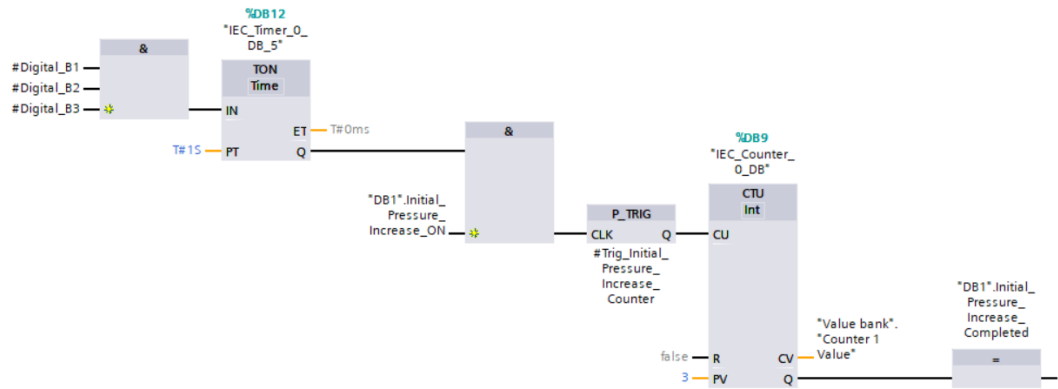 %DB12
"IEC_Timer_0_
DB_5"
&
TON
Time
#Digital_B1
#Digital_B2
#Digital_B3
IN
ET
T#0ms
T#1S
PT
Q
&
"DB1".Initial_
Pressure_
Increase_ON
P_TRIG
CLK
Q
#Trig_Initial_
Pressure_
Increase_
Counter
%DB9
"IEC_Counter_
0_DB"
CTU
Int
CU
false
R
CV
"Value bank".
"Counter 1
Value"
3
PV
Q
"DB1".Initial_
Pressure_
Increase_
Completed
=